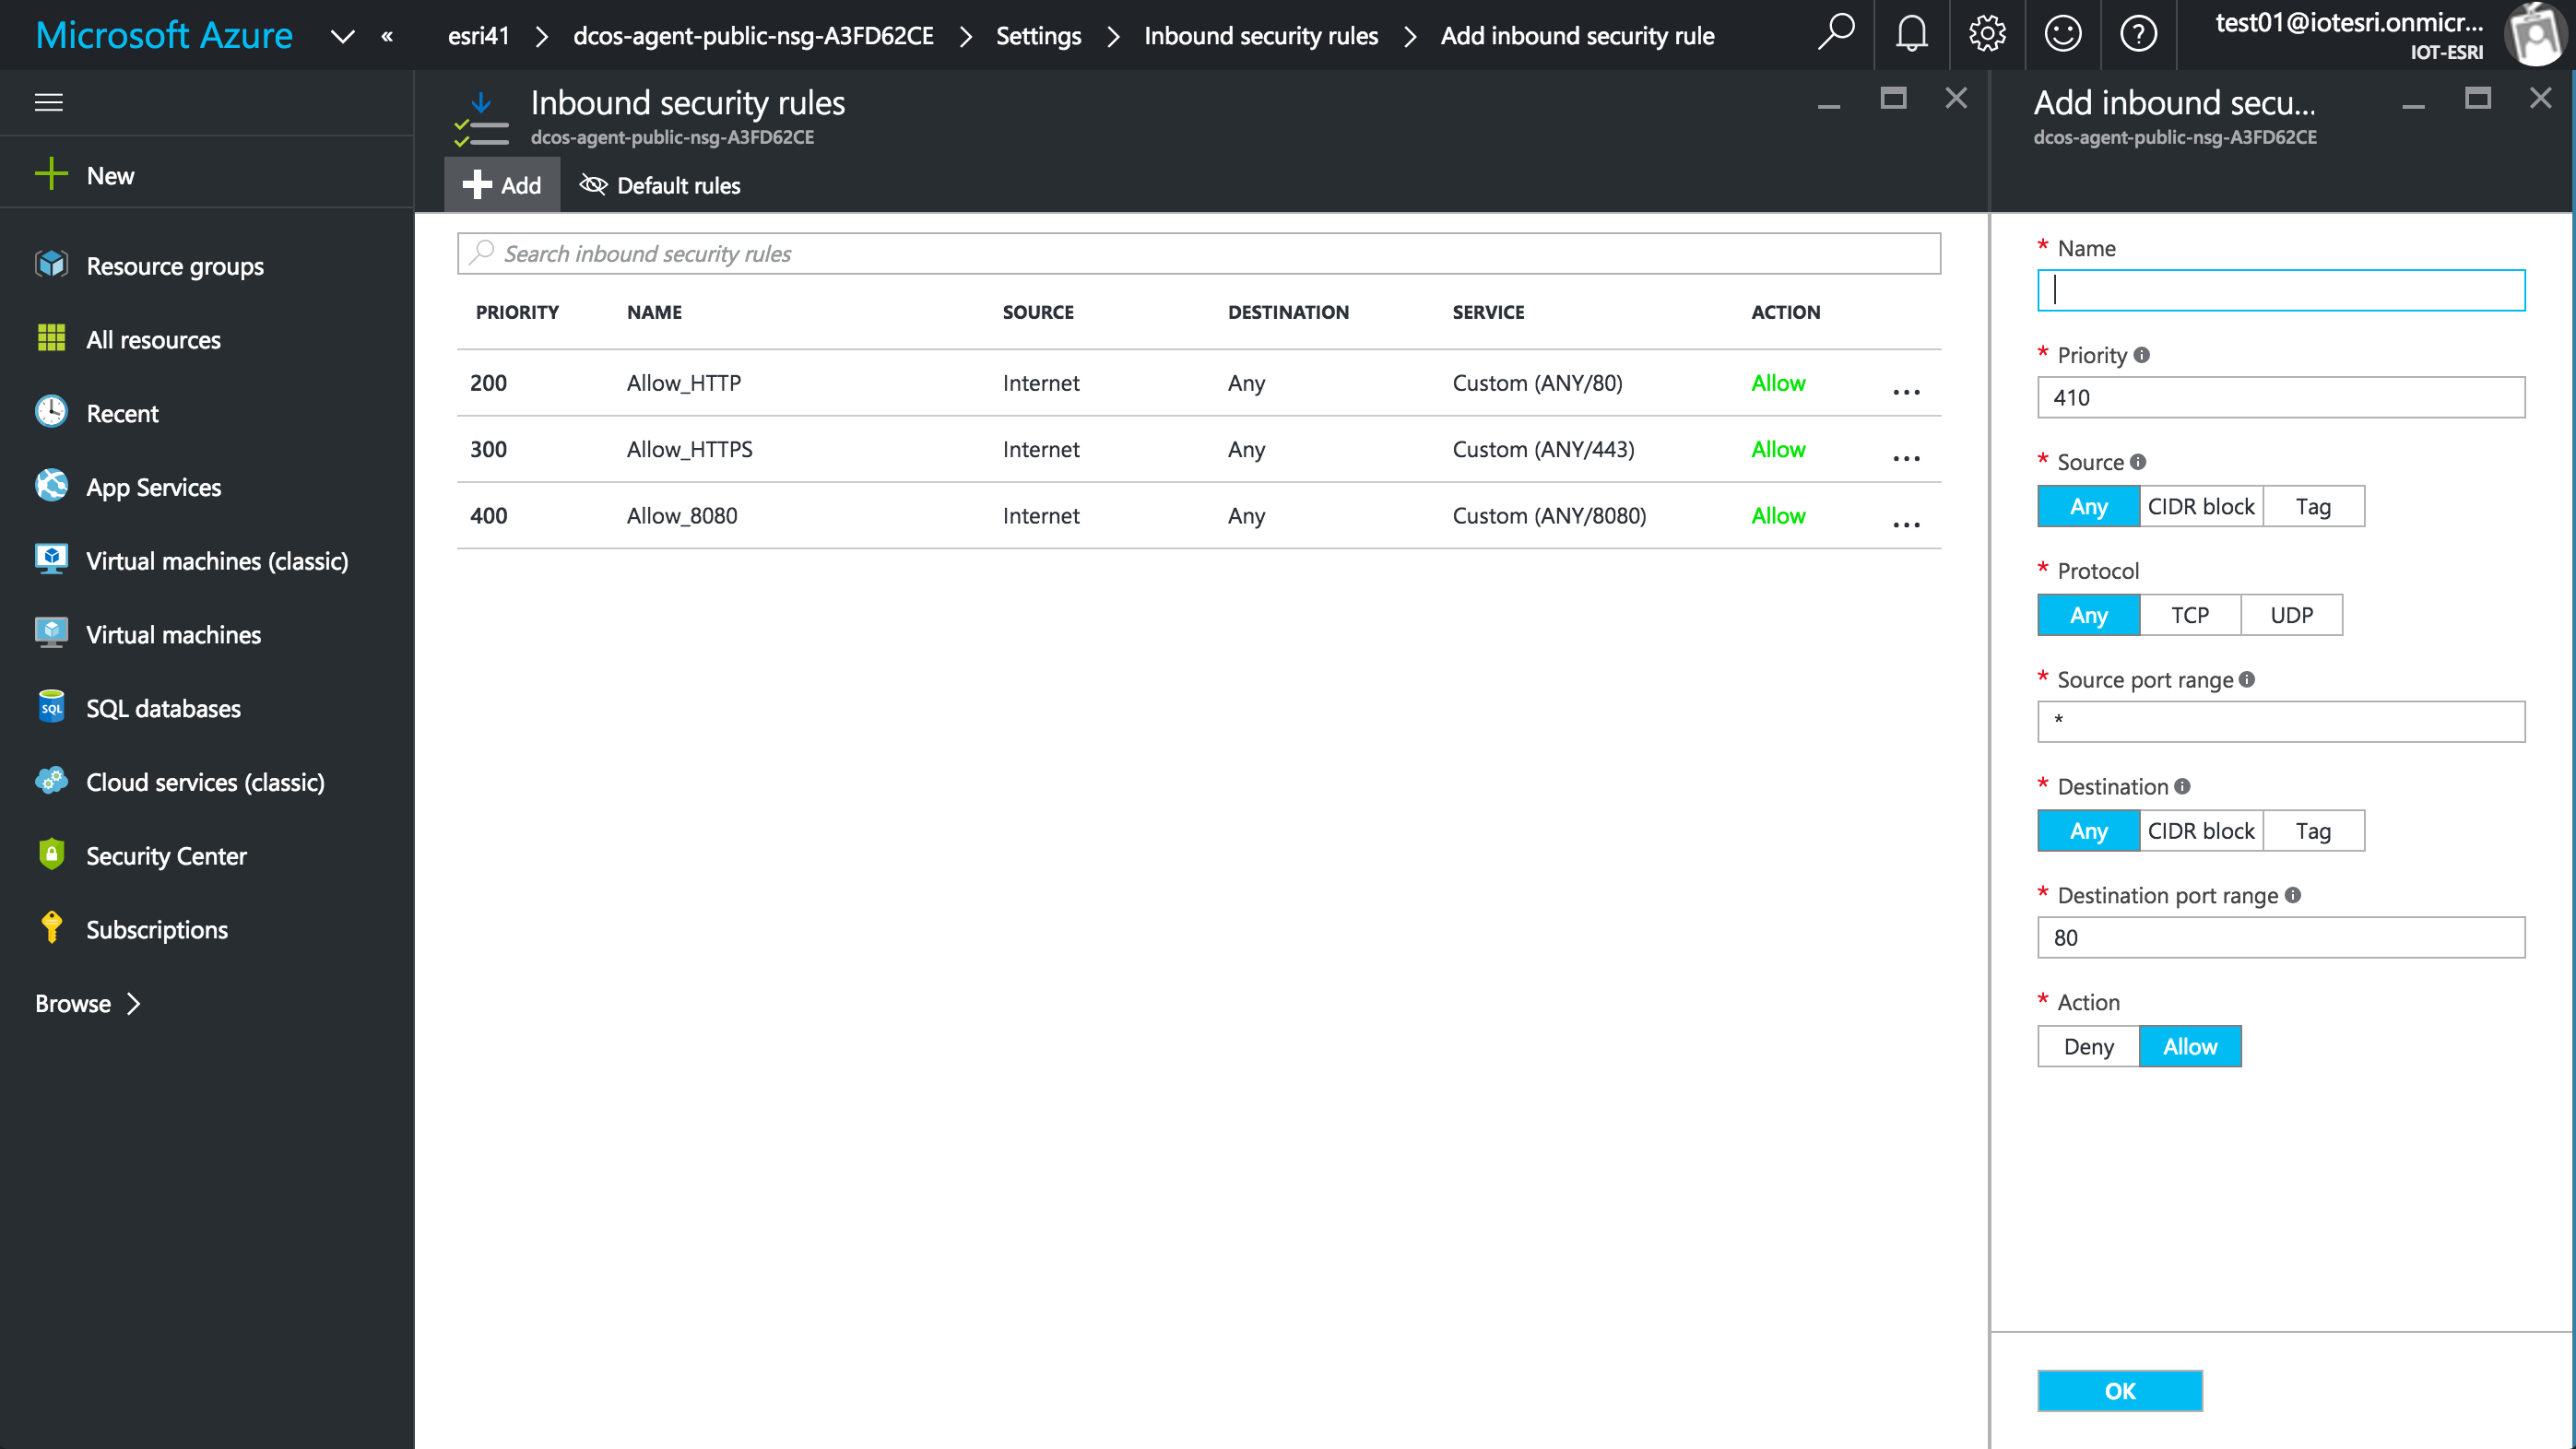 Microsoft Azure « esri41 > dcos-agent-public-nsg-A3FD62CE > Settings > Inbound security rules > Add inbound security rule
test01@iotesri.onmicr...
IOT-ESRI
New
Resource groups
All resources
Recent
App Services
Virtual machines (classic)
Virtual machines
SQL databases
Cloud services (classic)
Security Center
Subscriptions
Browse >
Inbound security rules
dcos-agent-public-nsg-A3FD62CE
Add Default rules
Search inbound security rules
PRIORITY NAME SOURCE DESTINATION SERVICE ACTION
200 Allow_HTTP Internet Any Custom (ANY/80) Allow ...
300 Allow_HTTPS Internet Any Custom (ANY/443) Allow ...
400 Allow_8080 Internet Any Custom (ANY/8080) Allow ...
Add inbound secu...
dcos-agent-public-nsg-A3FD62CE
* Name
* Priority
410
* Source
Any CIDR block Tag
* Protocol
Any TCP UDP
* Source port range
*
* Destination
Any CIDR block Tag
* Destination port range
80
* Action
Deny Allow
OK